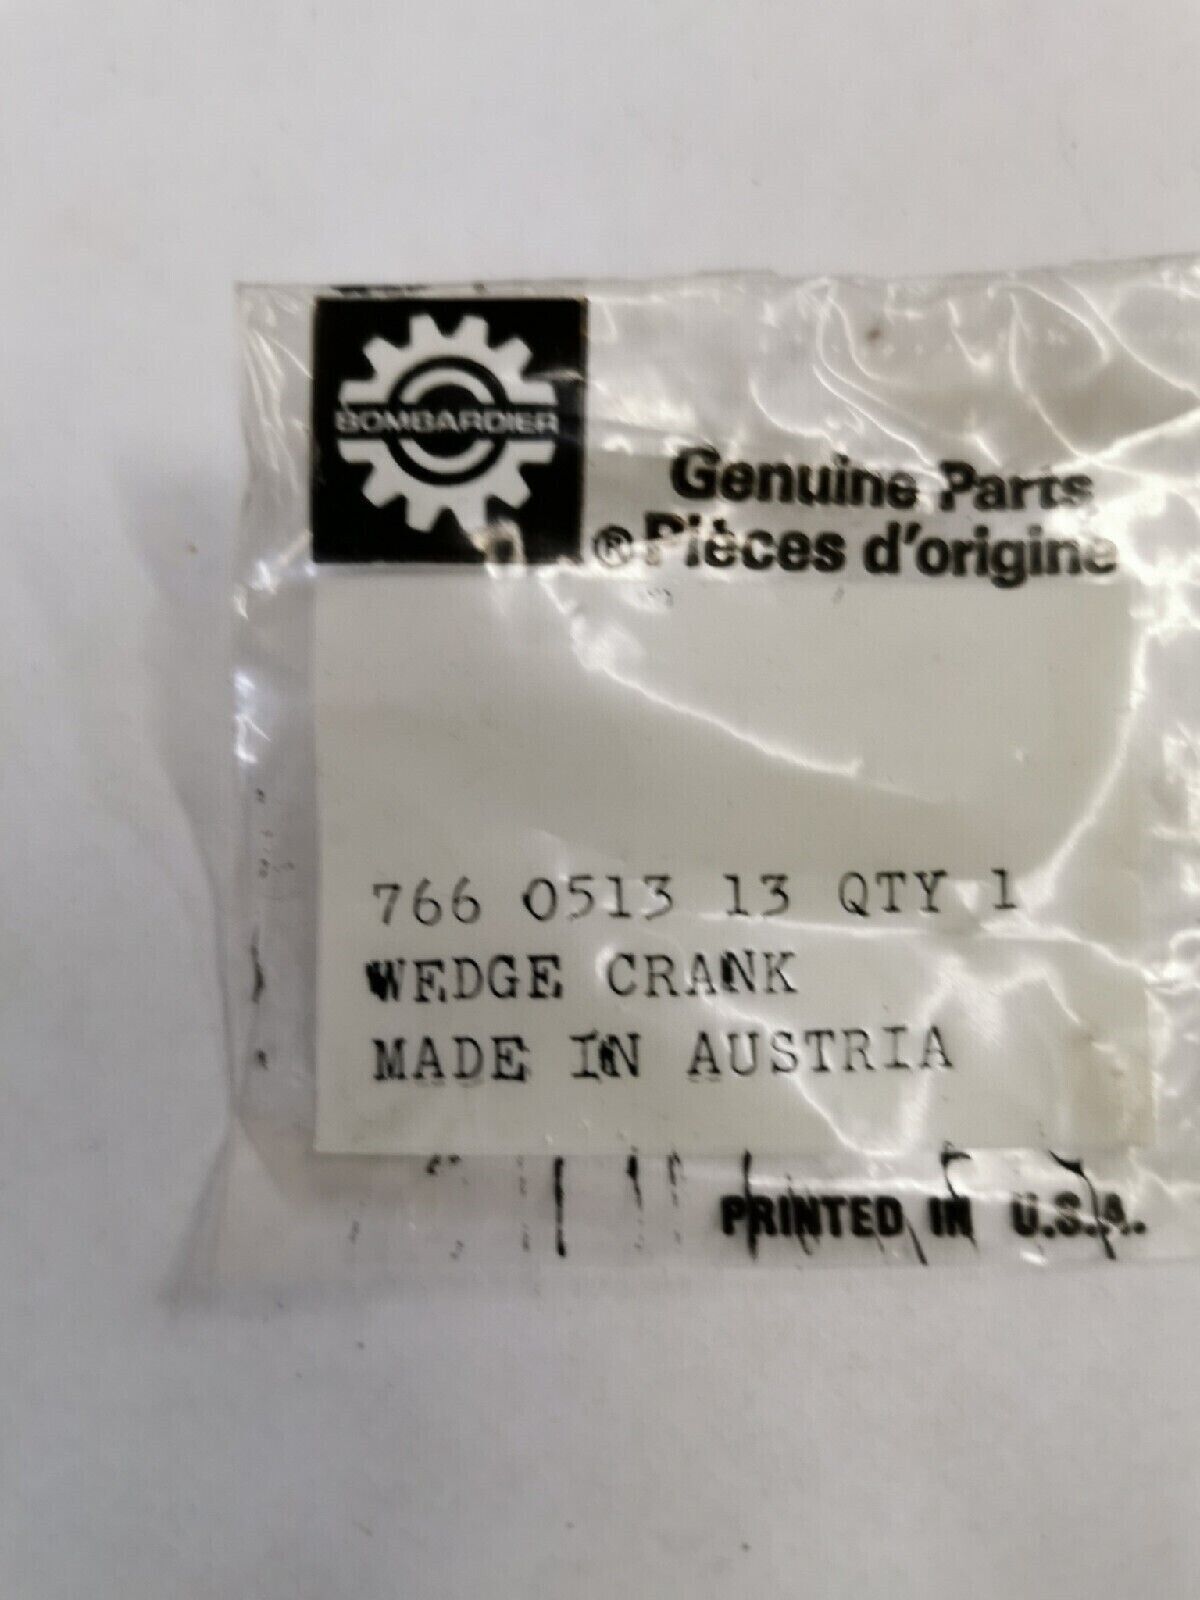 BOMBARDIER
Genuine Parts
® Pièces d'origine
766 0513 13 QTY 1
WEDGE CRANK
MADE IN AUSTRIA
PRINTED IN U.S.A.